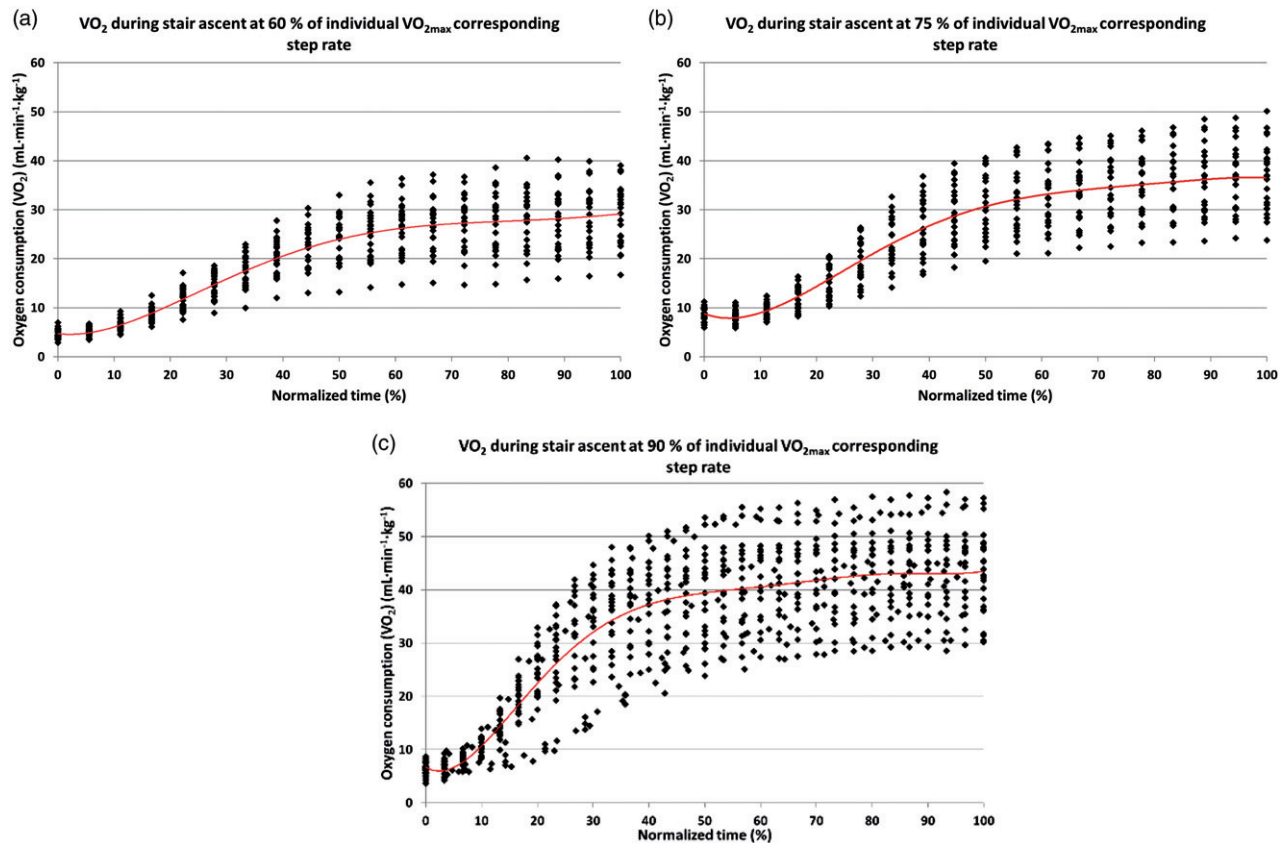 (a)
VO₂ during stair ascent at 60 % of individual VO₂max corresponding
step rate
Oxygen consumption (VO₂) (mL·min⁻¹·kg⁻¹)
60
50
40
30
20
10
0
0 10 20 30 40 50 60 70 80 90 100
Normalized time (%)
(b)
VO₂ during stair ascent at 75 % of individual VO₂max corresponding
step rate
Oxygen consumption (VO₂) (mL·min⁻¹·kg⁻¹)
60
50
40
30
20
10
0
0 10 20 30 40 50 60 70 80 90 100
Normalized time (%)
(c)
VO₂ during stair ascent at 90 % of individual VO₂max corresponding
step rate
Oxygen consumption (VO₂) (mL·min⁻¹·kg⁻¹)
60
50
40
30
20
10
0
0 10 20 30 40 50 60 70 80 90 100
Normalized time (%)